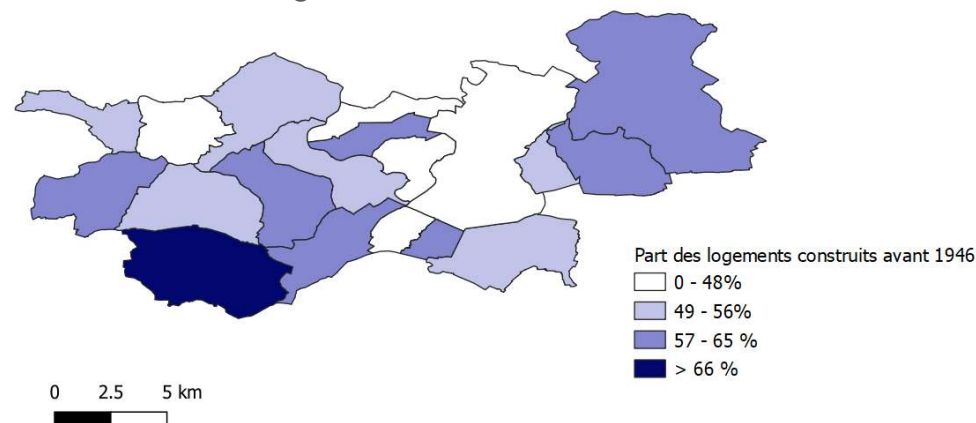 Part des logements construits avant 1946
0 - 48%
49 - 56%
57 - 65 %
> 66 %
0 2.5 5 km